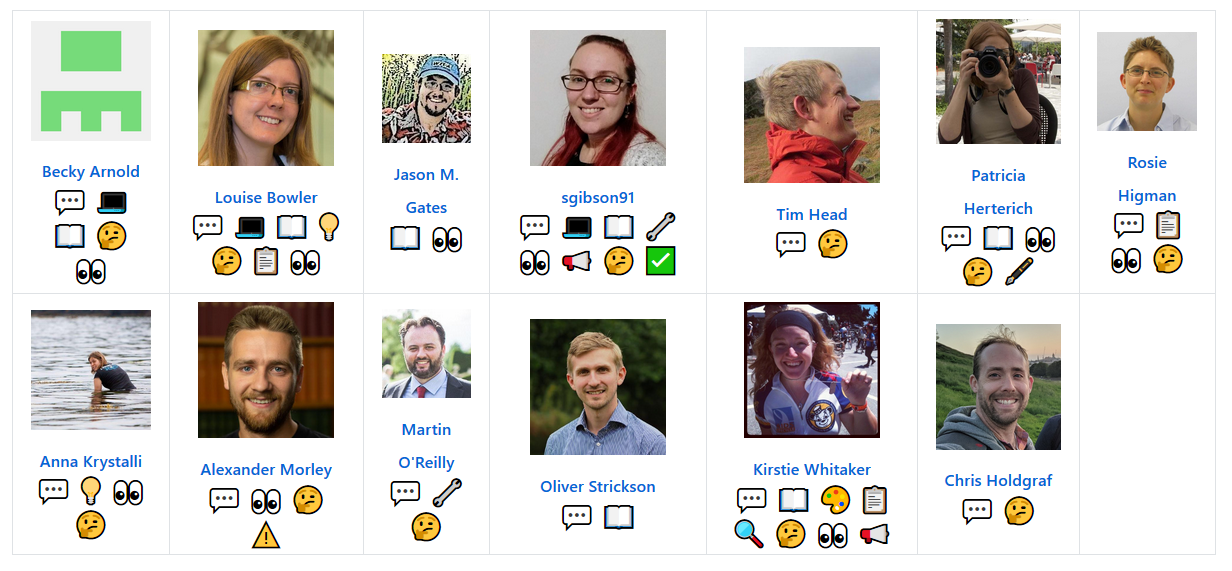 Becky Arnold
Louise Bowler
Jason M.
Gates
sgibson91
Tim Head
Patricia
Herterich
Rosie
Higman
Anna Krystalli
Alexander Morley
Martin
O'Reilly
Oliver Strickson
Kirstie Whitaker
Chris Holdgraf